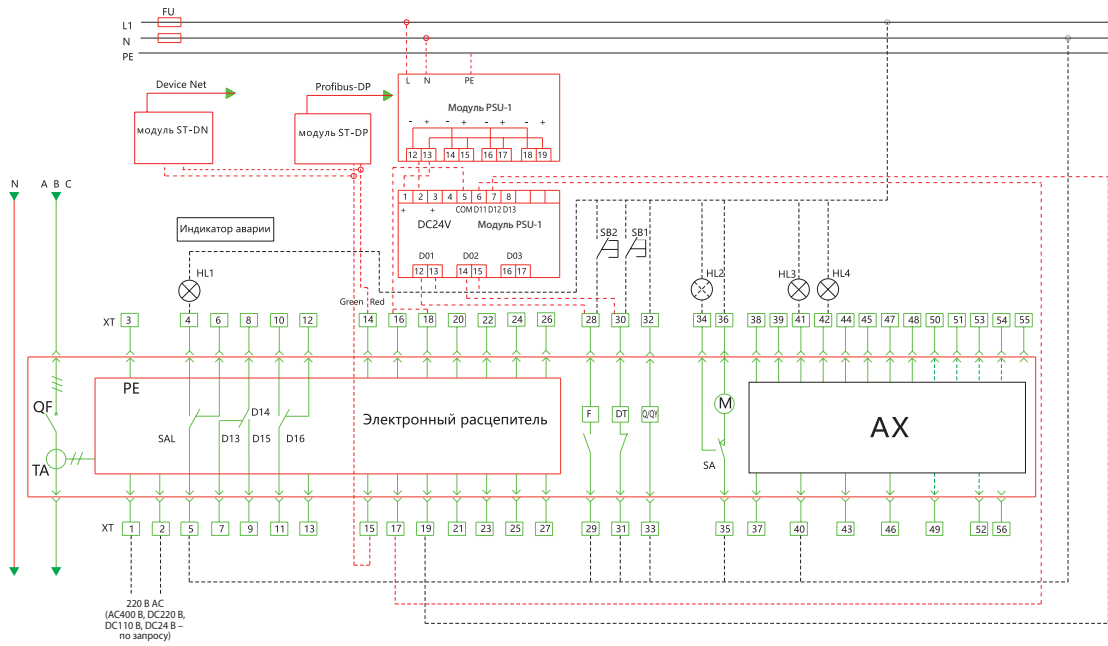 FU
L1
N
PE
Device Net
модуль ST-DN
Profibus-DP
модуль ST-DP
L N PE
Модуль PSU-1
- + - + - + - +
12 13 14 15 16 17 18 19
1 2 3 4 5 6 7 8
+ + COM D11 D12 D13
DC24V Модуль PSU-1
D01 D02 D03
12 13 14 15 16 17
N A B C
Индикатор аварии
HL1
SB2 SB1
HL2 HL3 HL4
Green Red
XT 3 4 6 8 10 12 14 16 18 20 22 24 26 28 30 32 34 36 38 39 41 42 44 45 47 48 50 51 53 54 55
PE
QF
TA
SAL D13 D14 D15 D16
Электронный расцепитель
F DT Q/QY
M
SA
AX
XT 1 2 5 7 9 11 13 15 17 19 21 23 25 27 29 31 33 35 37 40 43 46 49 52 56
220 В AC
(AC400 В, DC220 В,
DC110 В, DC24 В –
по запросу)